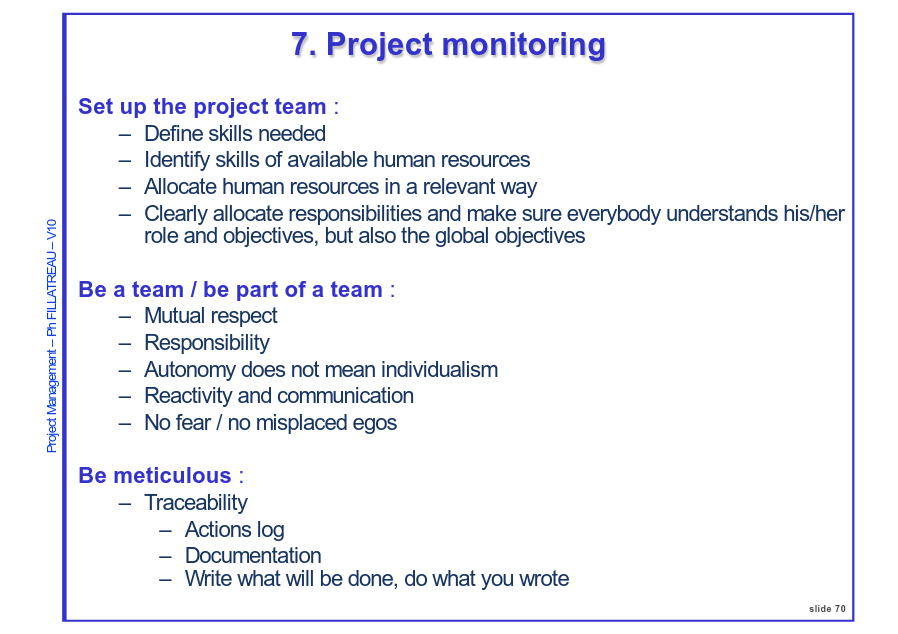 7. Project monitoring
Set up the project team :
– Define skills needed
– Identify skills of available human resources
– Allocate human resources in a relevant way
– Clearly allocate responsibilities and make sure everybody understands his/her
role and objectives, but also the global objectives
Be a team / be part of a team :
– Mutual respect
– Responsibility
– Autonomy does not mean individualism
– Reactivity and communication
– No fear / no misplaced egos
Be meticulous :
– Traceability
– Actions log
– Documentation
– Write what will be done, do what you wrote
Project Management – Ph FILLATREAU – V10
slide 70